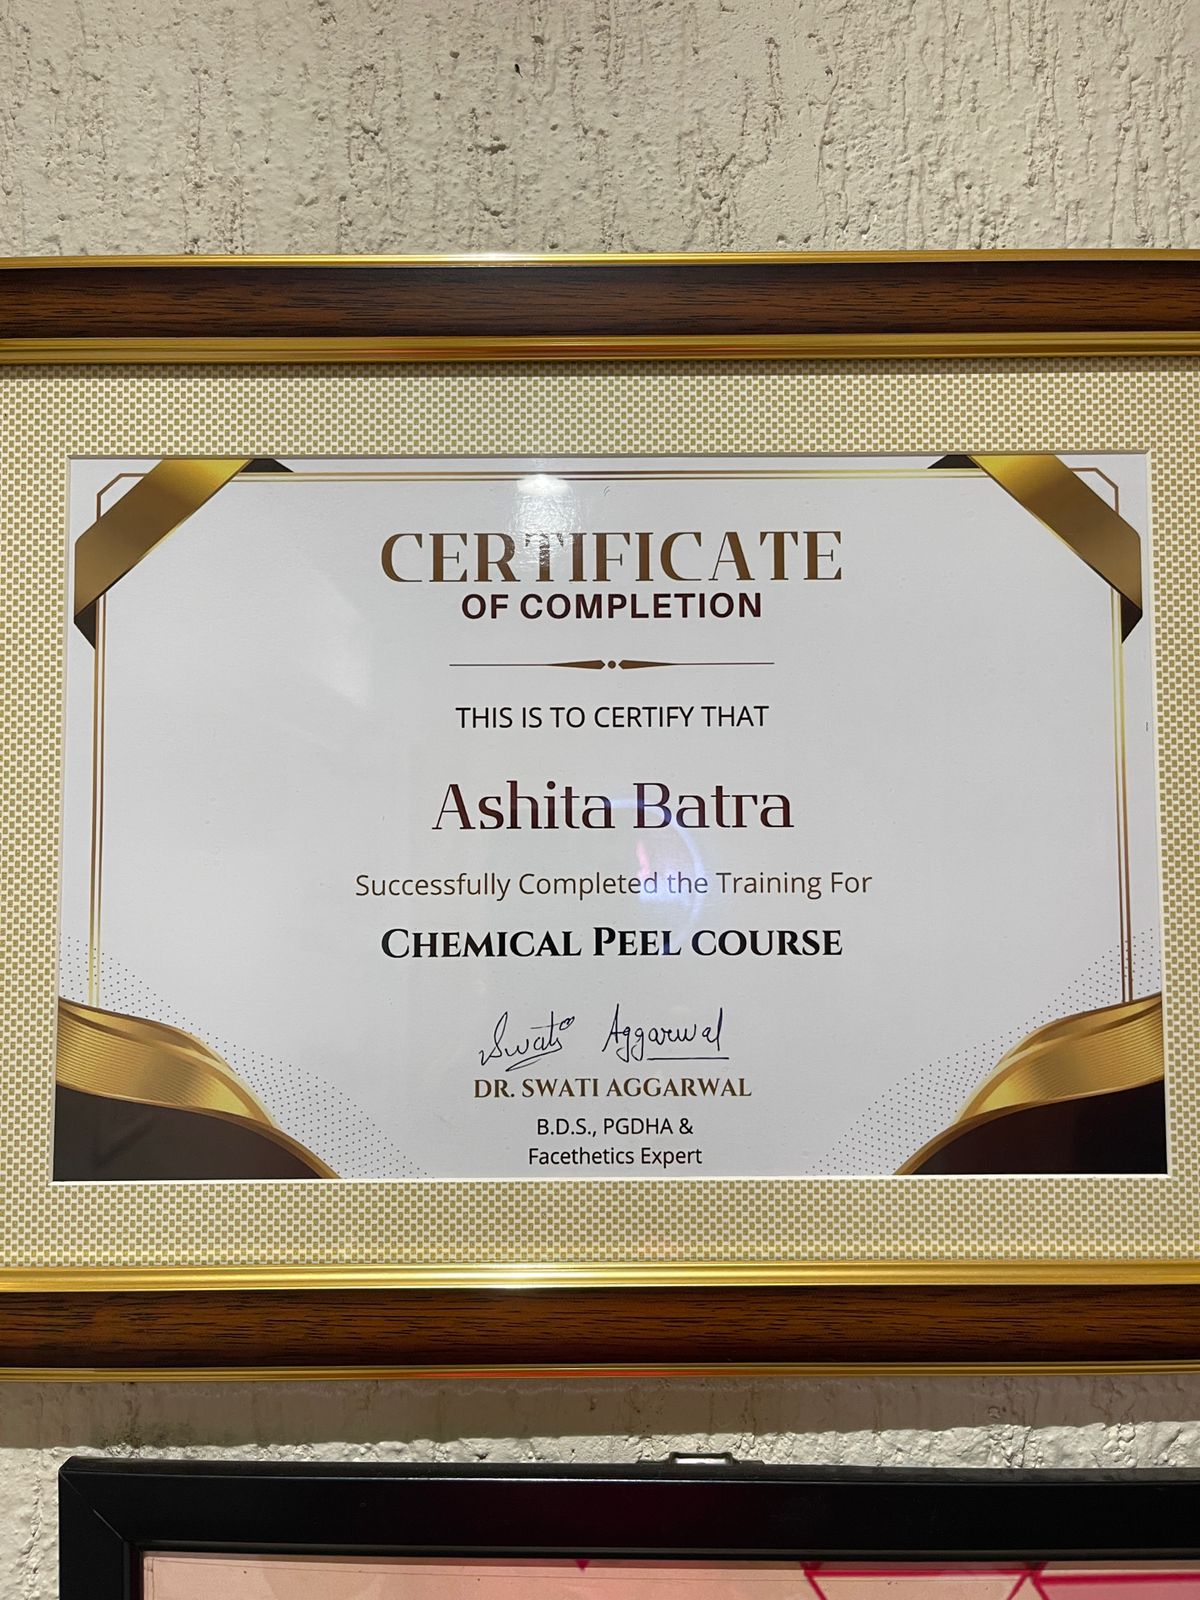 CERTIFICATE
OF COMPLETION
THIS IS TO CERTIFY THAT
Ashita Batra
Successfully Completed the Training For
CHEMICAL PEEL COURSE
Swati Aggarwal
DR. SWATI AGGARWAL
B.D.S., PGDHA &
Facethetics Expert